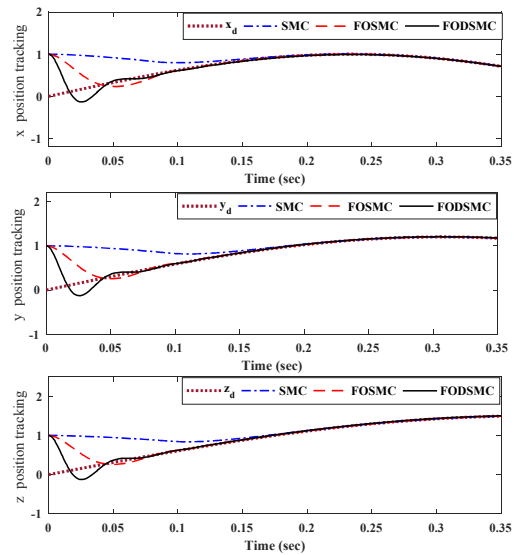 x_d SMC FOSMC FODSMC
2
1
0
-1
x position tracking
0 0.05 0.1 0.15 0.2 0.25 0.3 0.35
Time (sec)
y_d SMC FOSMC FODSMC
2
1
0
-1
y position tracking
0 0.05 0.1 0.15 0.2 0.25 0.3 0.35
Time (sec)
z_d SMC FOSMC FODSMC
2
1
0
-1
z position tracking
0 0.05 0.1 0.15 0.2 0.25 0.3 0.35
Time (sec)